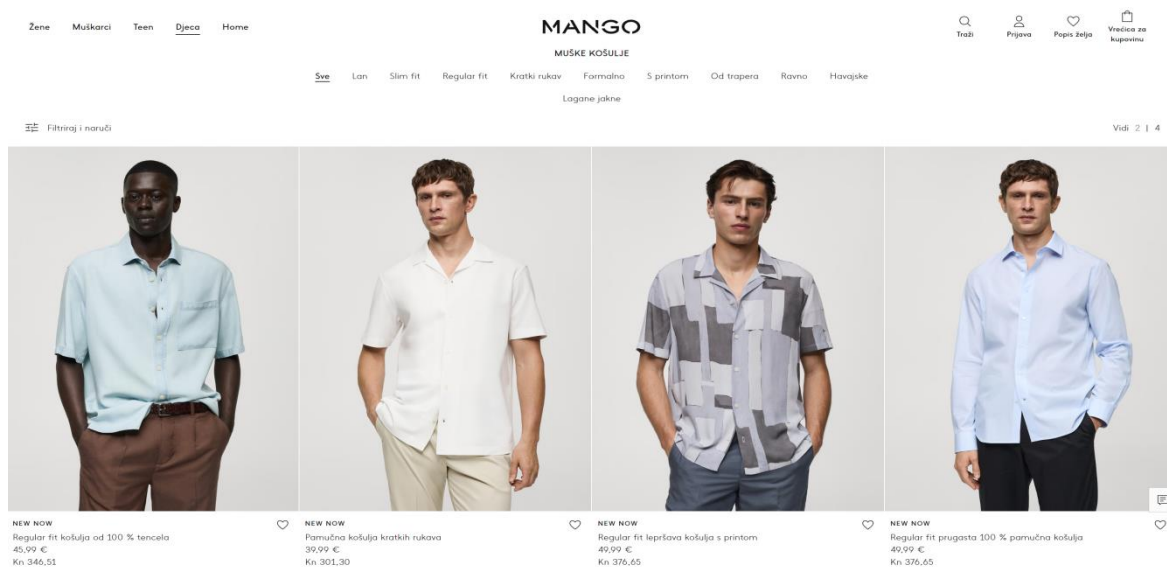 Žene Muškarci Teen Djeca Home
MANGO
Traži Prijava Popis želja Vrećica za kupovinu
MUŠKE KOŠULJE
Sve Lan Slim fit Regular fit Kratki rukav Formalno S printom Od trapera Ravno Havajske
Lagane jakne
Filtriraj i naruči
Vidi 2 | 4
NEW NOW
Regular fit košulja od 100 % tencela
45,99 €
Kn 346,51
NEW NOW
Pamučna košulja kratkih rukava
39,99 €
Kn 301,30
NEW NOW
Regular fit lepršava košulja s printom
49,99 €
Kn 376,65
NEW NOW
Regular fit prugasta 100 % pamučna košulja
49,99 €
Kn 376,65